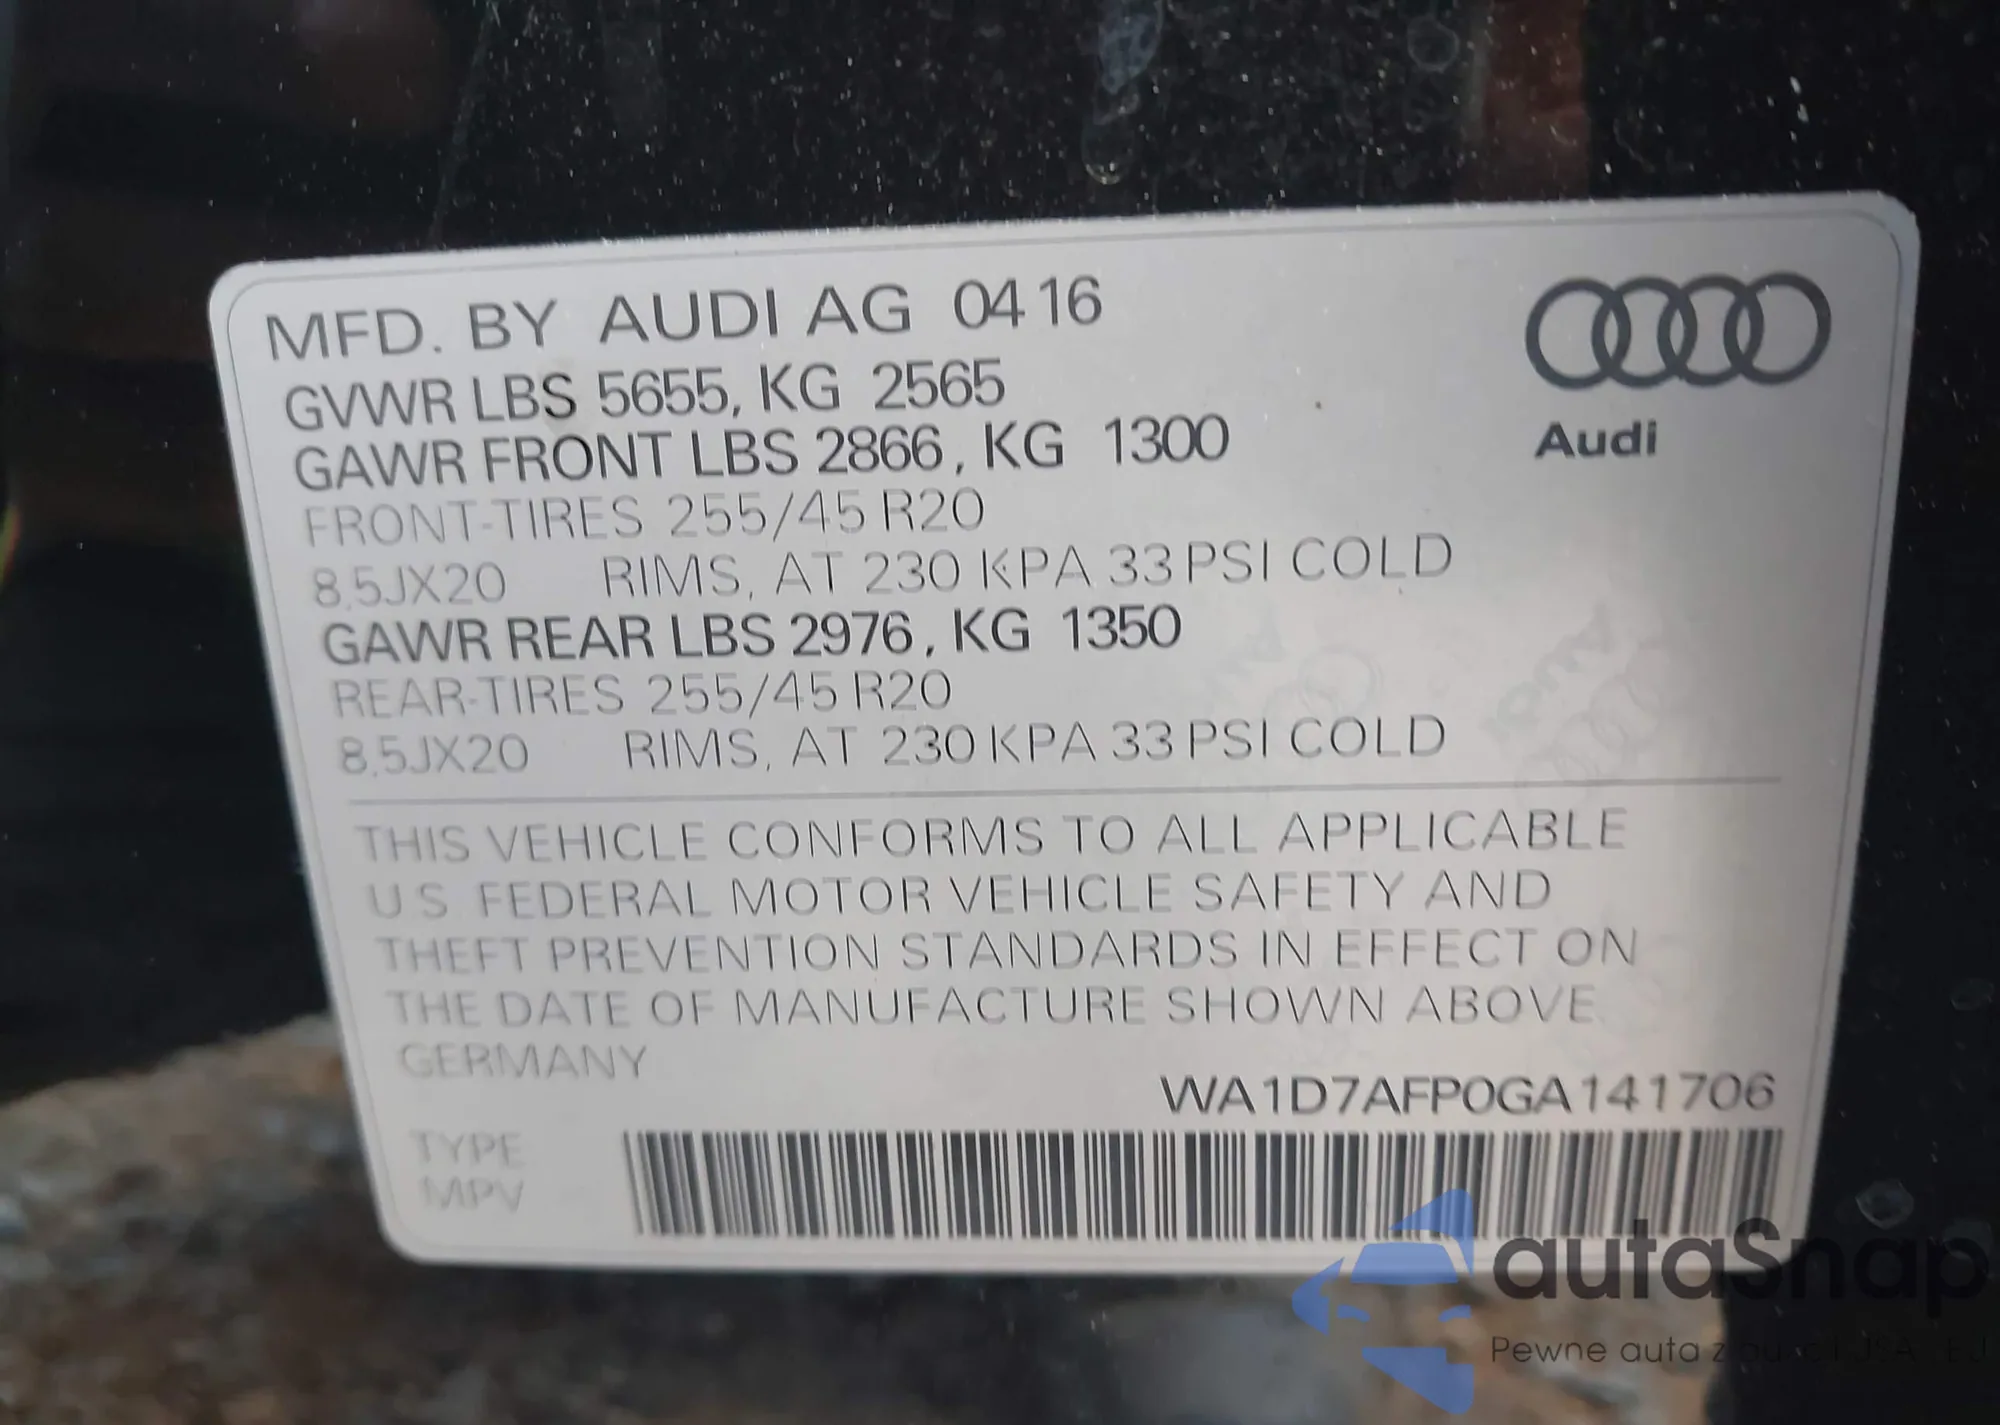 MFD. BY AUDI AG 04 16
GVWR LBS 5655, KG 2565
GAWR FRONT LBS 2866, KG 1300
FRONT-TIRES 255/45 R20
8.5JX20 RIMS, AT 230 KPA 33 PSI COLD
GAWR REAR LBS 2976, KG 1350
REAR-TIRES 255/45 R20
8.5JX20 RIMS, AT 230 KPA 33 PSI COLD
Audi
THIS VEHICLE CONFORMS TO ALL APPLICABLE
U S FEDERAL MOTOR VEHICLE SAFETY AND
THEFT PREVENTION STANDARDS IN EFFECT ON
THE DATE OF MANUFACTURE SHOWN ABOVE
GERMANY
WA1D7AFP0GA141706
TYPE
MPV
autaSnap
Pewne auta z